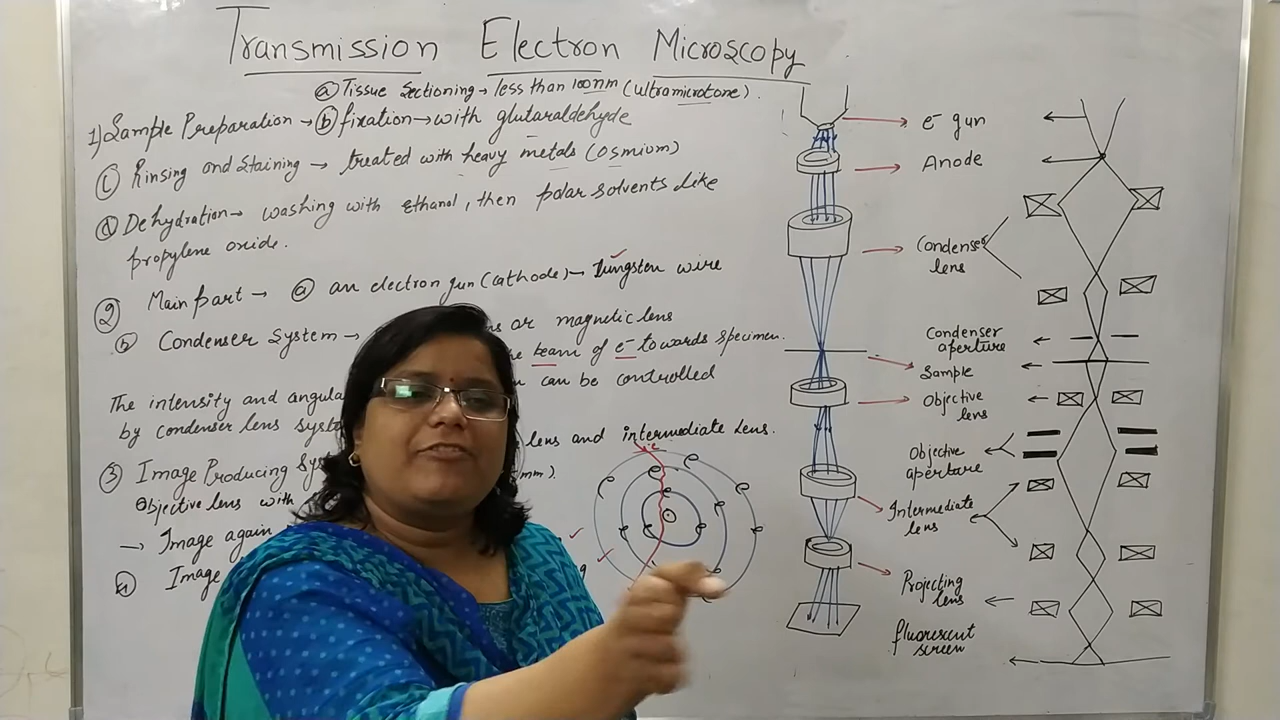 Transmission Electron Microscopy
ⓐ Tissue Sectioning → less than 100nm (ultramicrotone).
1) Sample Preparation → ⓑ fixation → with glutaraldehyde
ⓒ Rinsing and Staining → treated with heavy metals (Osmium)
ⓓ Dehydration → washing with Ethanol, then polar solvents like
propylene oxide.
② Main part → ⓐ an electron gun (cathode) → tungsten wire
ⓑ Condenser System → or magnetic lens
beam of e⁻ towards specimen.
The intensity and can be controlled
by condenser lens
lens and intermediate lens.
③ Image Producing
Objective lens with mm).
→ Image again
④ Image
e⁻ gun
Anode
Condenser
lens
Condenser
aperture
Sample
Objective
lens
Objective
aperture
Intermediate
lens
Projecting
lens
fluorescent
screen